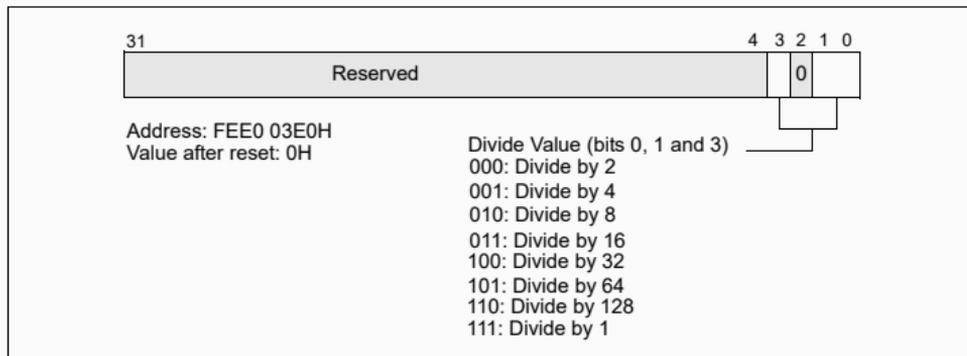 31 4 3 2 1 0
Reserved 0
Address: FEE0 03E0H
Value after reset: 0H
Divide Value (bits 0, 1 and 3)
000: Divide by 2
001: Divide by 4
010: Divide by 8
011: Divide by 16
100: Divide by 32
101: Divide by 64
110: Divide by 128
111: Divide by 1